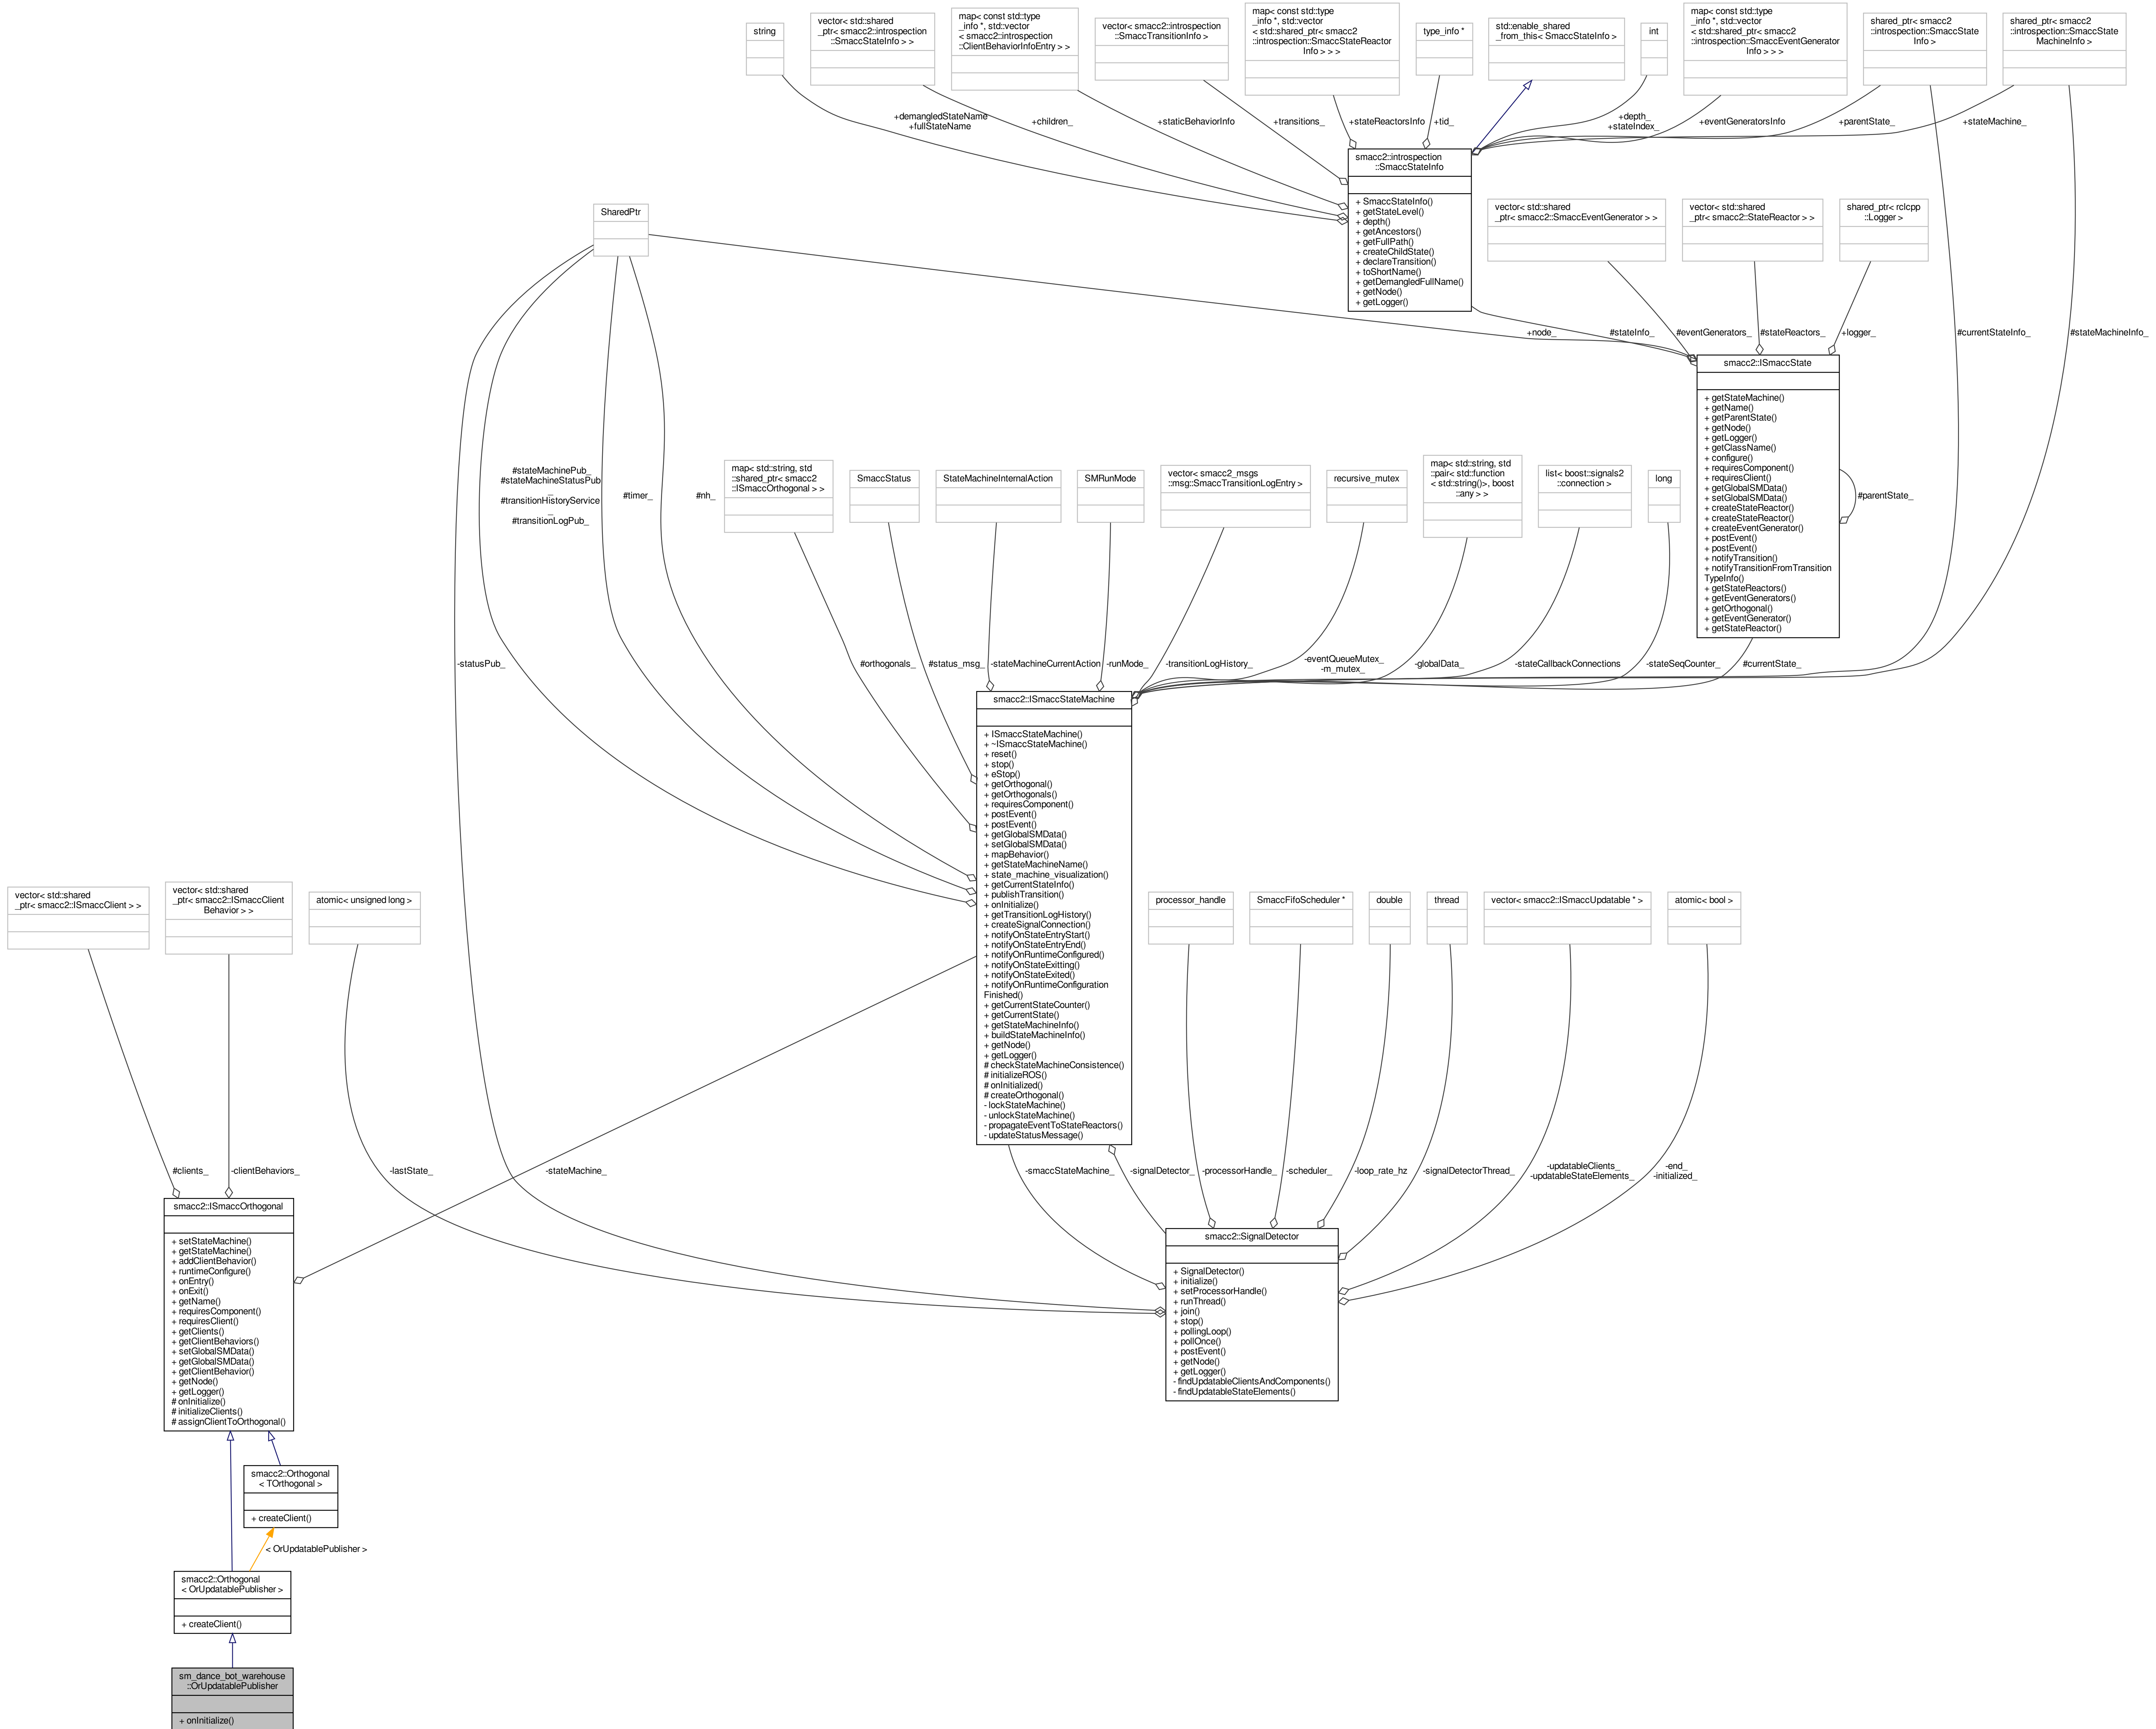 string
vector< std::shared
_ptr< smacc2::introspection
::SmaccStateInfo > >
map< const std::type
_info *, std::vector
< smacc2::introspection
::ClientBehaviorInfoEntry > >
vector< smacc2::introspection
::SmaccTransitionInfo >
map< const std::type
_info *, std::vector
< std::shared_ptr< smacc2
::introspection::SmaccStateReactor
Info > > >
type_info *
std::enable_shared
_from_this< SmaccStateInfo >
int
map< const std::type
_info *, std::vector
< std::shared_ptr< smacc2
::introspection::SmaccEventGenerator
Info > > >
shared_ptr< smacc2
::introspection::SmaccState
Info >
shared_ptr< smacc2
::introspection::SmaccState
MachineInfo >
+demangledStateName
+fullStateName
+children_
+staticBehaviorInfo
+transitions_
+stateReactorsInfo
+tid_
+depth_
+stateIndex_
+eventGeneratorsInfo
+parentState_
+stateMachine_
smacc2::introspection
::SmaccStateInfo
+ SmaccStateInfo()
+ getStateLevel()
+ depth()
+ getAncestors()
+ getFullPath()
+ createChildState()
+ declareTransition()
+ toShortName()
+ getDemangledFullName()
+ getNode()
+ getLogger()
SharedPtr
vector< std::shared
_ptr< smacc2::SmaccEventGenerator > >
vector< std::shared
_ptr< smacc2::StateReactor > >
shared_ptr< rclcpp
::Logger >
+node_
#stateInfo_
#eventGenerators_
#stateReactors_
+logger_
#currentStateInfo_
#stateMachineInfo_
smacc2::ISmaccState
+ getStateMachine()
+ getName()
+ getParentState()
+ getNode()
+ getLogger()
+ getClassName()
+ configure()
+ requiresComponent()
+ requiresClient()
+ getGlobalSMData()
+ setGlobalSMData()
+ createStateReactor()
+ createStateReactor()
+ createEventGenerator()
+ postEvent()
+ postEvent()
+ notifyTransition()
+ notifyTransitionFromTransition
TypeInfo()
+ getStateReactors()
+ getEventGenerators()
+ getOrthogonal()
+ getEventGenerator()
+ getStateReactor()
#parentState_
#stateMachinePub_
#stateMachineStatusPub
_
#transitionHistoryService
_
#transitionLogPub_
#timer_
#nh_
map< std::string, std
::shared_ptr< smacc2
::ISmaccOrthogonal > >
SmaccStatus
StateMachineInternalAction
SMRunMode
vector< smacc2_msgs
::msg::SmaccTransitionLogEntry >
recursive_mutex
map< std::string, std
::pair< std::function
< std::string()>, boost
::any > >
list< boost::signals2
::connection >
long
-statusPub_
#orthogonals_
#status_msg_
-stateMachineCurrentAction
-runMode_
-transitionLogHistory_
-eventQueueMutex_
-m_mutex_
-globalData_
-stateCallbackConnections
-stateSeqCounter_
#currentState_
smacc2::ISmaccStateMachine
+ ISmaccStateMachine()
+ ~ISmaccStateMachine()
+ reset()
+ stop()
+ eStop()
+ getOrthogonal()
+ getOrthogonals()
+ requiresComponent()
+ postEvent()
+ postEvent()
+ getGlobalSMData()
+ setGlobalSMData()
+ mapBehavior()
+ getStateMachineName()
+ state_machine_visualization()
+ getCurrentStateInfo()
+ publishTransition()
+ onInitialize()
+ getTransitionLogHistory()
+ createSignalConnection()
+ notifyOnStateEntryStart()
+ notifyOnStateEntryEnd()
+ notifyOnRuntimeConfigured()
+ notifyOnStateExitting()
+ notifyOnStateExited()
+ notifyOnRuntimeConfiguration
Finished()
+ getCurrentStateCounter()
+ getCurrentState()
+ getStateMachineInfo()
+ buildStateMachineInfo()
+ getNode()
+ getLogger()
# checkStateMachineConsistence()
# initializeROS()
# onInitialized()
# createOrthogonal()
- lockStateMachine()
- unlockStateMachine()
- propagateEventToStateReactors()
- updateStatusMessage()
vector< std::shared
_ptr< smacc2::ISmaccClient > >
vector< std::shared
_ptr< smacc2::ISmaccClient
Behavior > >
atomic< unsigned long >
processor_handle
SmaccFifoScheduler *
double
thread
vector< smacc2::ISmaccUpdatable * >
atomic< bool >
#clients_
-clientBehaviors_
-lastState_
-stateMachine_
-smaccStateMachine_
-signalDetector_
-processorHandle_
-scheduler_
-loop_rate_hz
-signalDetectorThread_
-updatableClients_
-updatableStateElements_
-end_
-initialized_
smacc2::ISmaccOrthogonal
+ setStateMachine()
+ getStateMachine()
+ addClientBehavior()
+ runtimeConfigure()
+ onEntry()
+ onExit()
+ getName()
+ requiresComponent()
+ requiresClient()
+ getClients()
+ getClientBehaviors()
+ setGlobalSMData()
+ getGlobalSMData()
+ getClientBehavior()
+ getNode()
+ getLogger()
# onInitialize()
# initializeClients()
# assignClientToOrthogonal()
smacc2::SignalDetector
+ SignalDetector()
+ initialize()
+ setProcessorHandle()
+ runThread()
+ join()
+ stop()
+ pollingLoop()
+ pollOnce()
+ postEvent()
+ getNode()
+ getLogger()
- findUpdatableClientsAndComponents()
- findUpdatableStateElements()
smacc2::Orthogonal
< TOrthogonal >
+ createClient()
< OrUpdatablePublisher >
smacc2::Orthogonal
< OrUpdatablePublisher >
+ createClient()
sm_dance_bot_warehouse
::OrUpdatablePublisher
+ onInitialize()